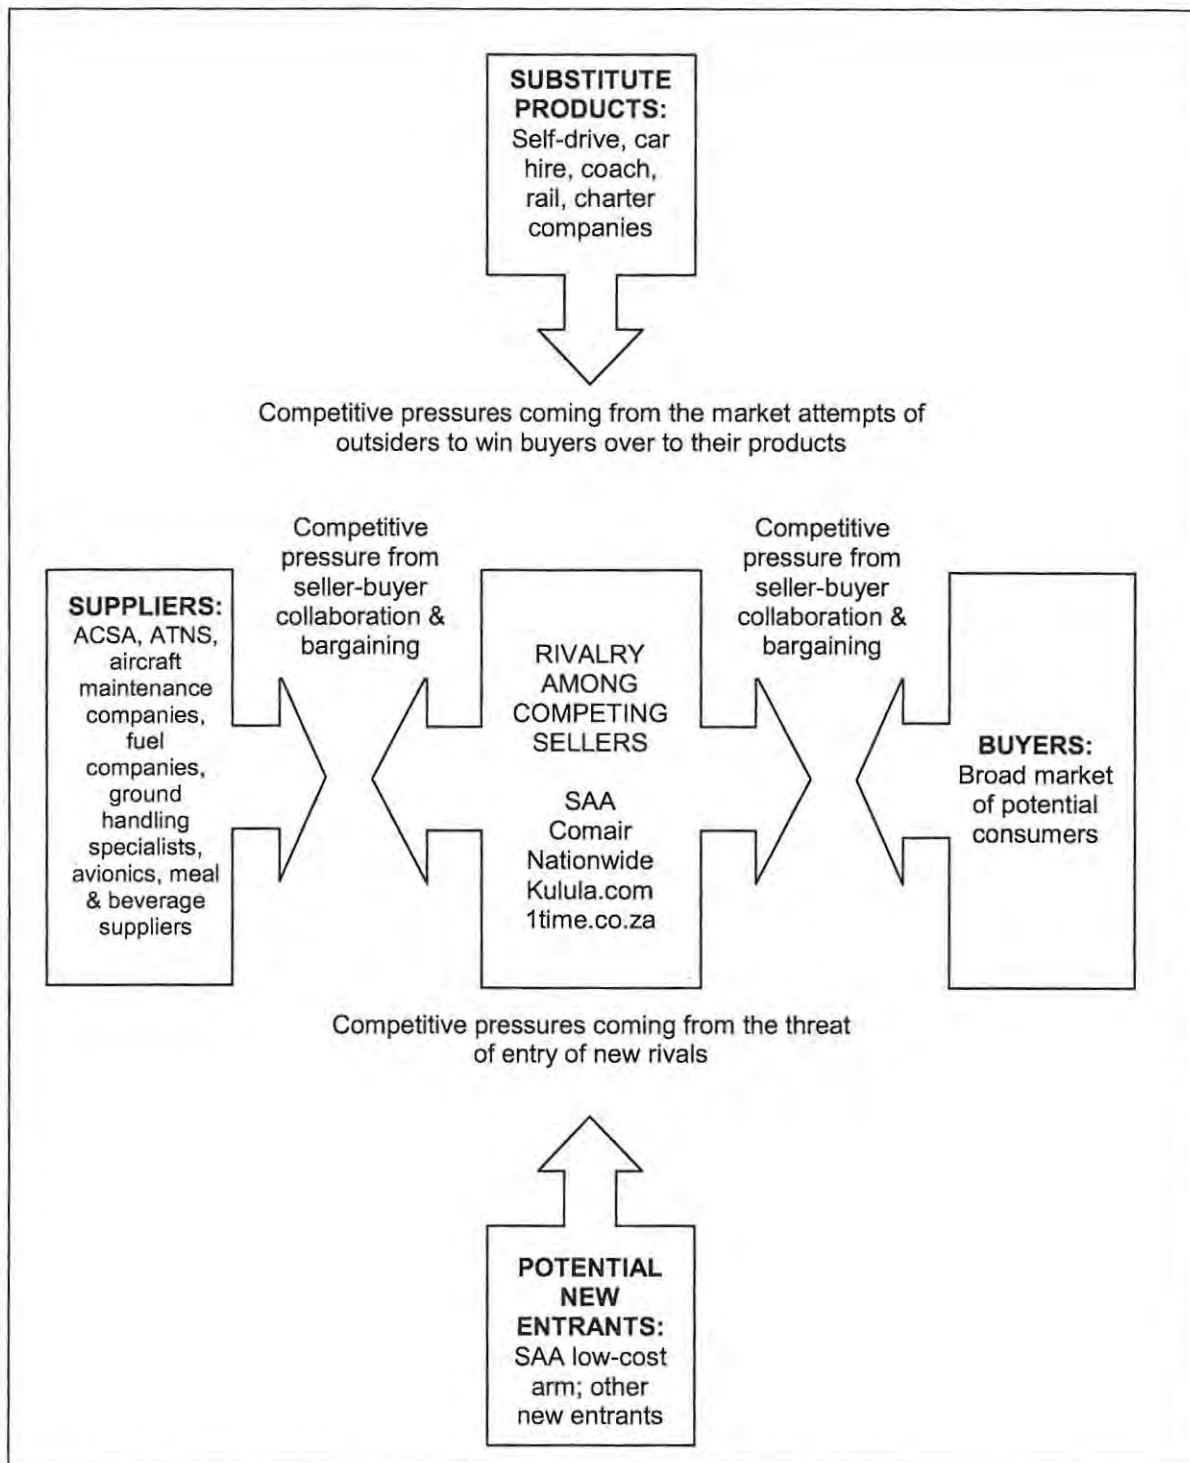 SUBSTITUTE
PRODUCTS:
Self-drive, car
hire, coach,
rail, charter
companies
Competitive pressures coming from the market attempts of
outsiders to win buyers over to their products
Competitive
pressure from
seller-buyer
collaboration &
bargaining
Competitive
pressure from
seller-buyer
collaboration &
bargaining
SUPPLIERS:
ACSA, ATNS,
aircraft
maintenance
companies,
fuel
companies,
ground
handling
specialists,
avionics, meal
& beverage
suppliers
RIVALRY
AMONG
COMPETING
SELLERS
SAA
Comair
Nationwide
Kulula.com
1time.co.za
BUYERS:
Broad market
of potential
consumers
Competitive pressures coming from the threat
of entry of new rivals
POTENTIAL
NEW
ENTRANTS:
SAA low-cost
arm; other
new entrants